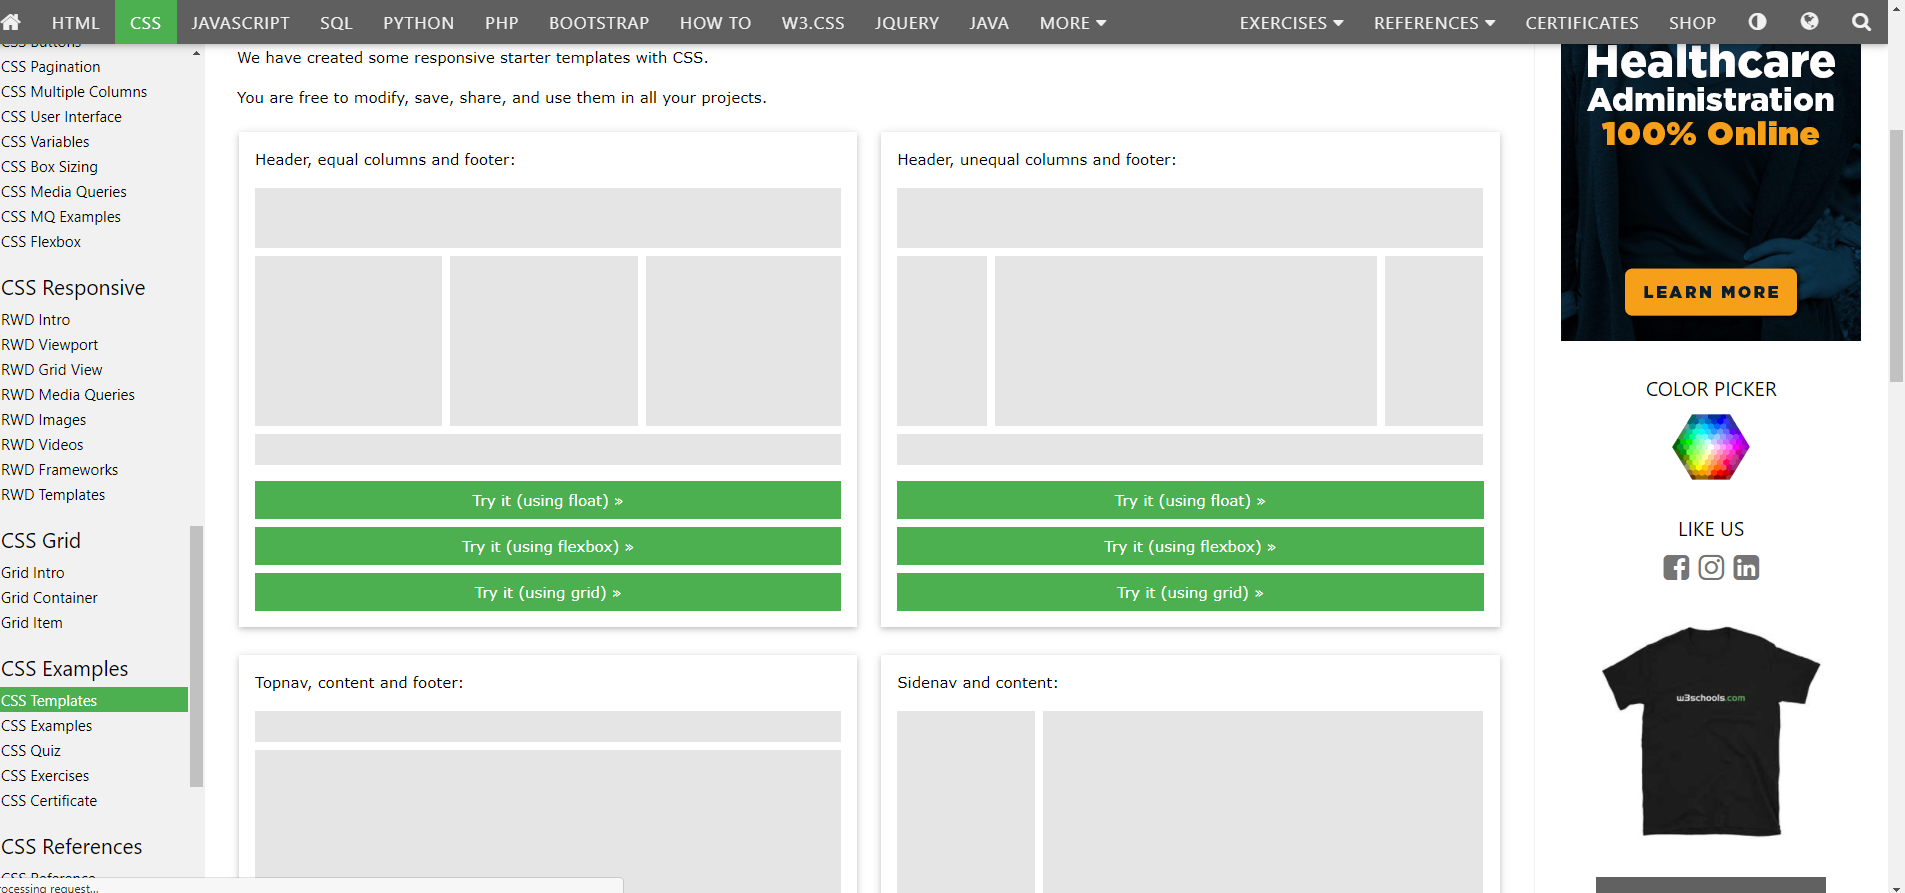 HTML CSS JAVASCRIPT SQL PYTHON PHP BOOTSTRAP HOW TO W3.CSS JQUERY JAVA MORE EXERCISES REFERENCES CERTIFICATES SHOP
CSS Buttons
CSS Pagination
CSS Multiple Columns
CSS User Interface
CSS Variables
CSS Box Sizing
CSS Media Queries
CSS MQ Examples
CSS Flexbox
CSS Responsive
RWD Intro
RWD Viewport
RWD Grid View
RWD Media Queries
RWD Images
RWD Videos
RWD Frameworks
RWD Templates
CSS Grid
Grid Intro
Grid Container
Grid Item
CSS Examples
CSS Templates
CSS Examples
CSS Quiz
CSS Exercises
CSS Certificate
CSS References
CSS Reference
ocessing request...
We have created some responsive starter templates with CSS.
You are free to modify, save, share, and use them in all your projects.
Header, equal columns and footer:
Try it (using float) »
Try it (using flexbox) »
Try it (using grid) »
Header, unequal columns and footer:
Try it (using float) »
Try it (using flexbox) »
Try it (using grid) »
Topnav, content and footer:
Sidenav and content:
Healthcare
Administration
100% Online
LEARN MORE
COLOR PICKER
LIKE US
w3schools.com